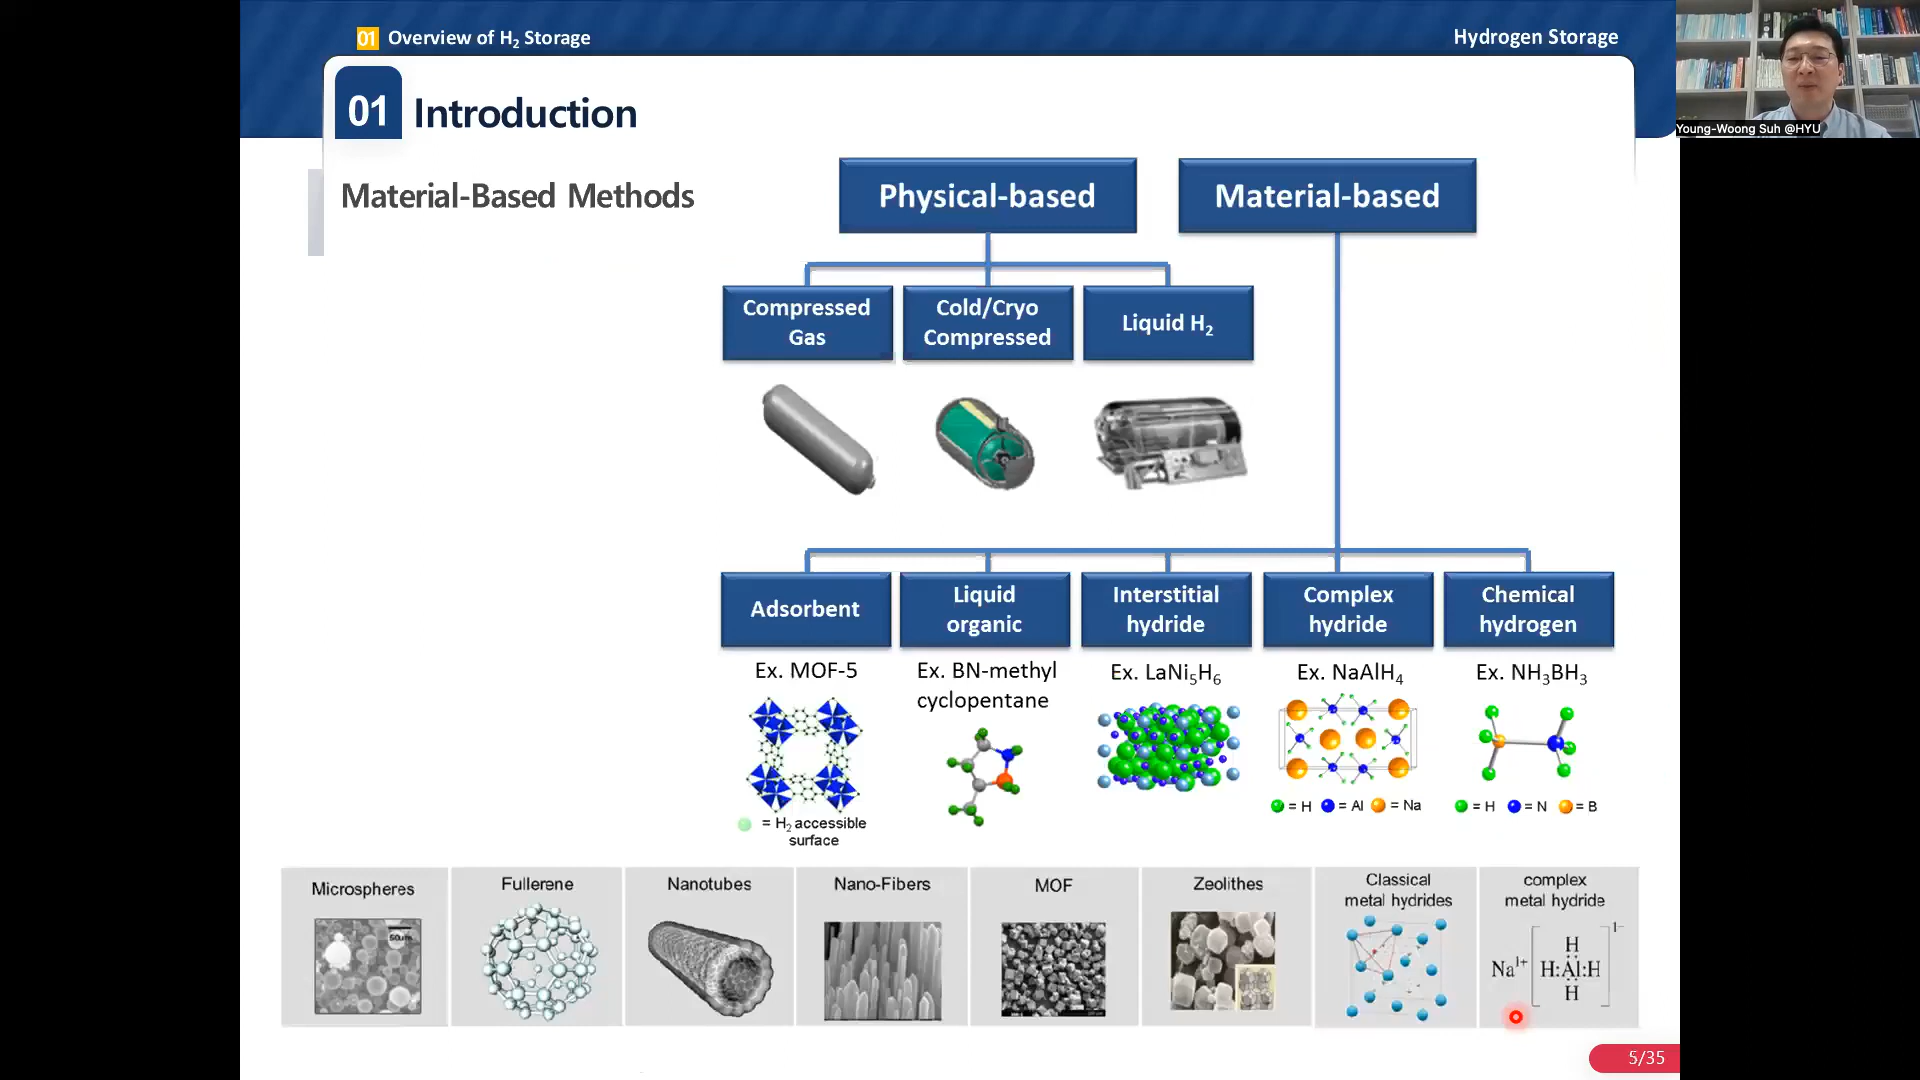 01 Overview of H₂ Storage
Hydrogen Storage
Young-Woong Suh @HYU
01 Introduction
Material-Based Methods
Physical-based
Material-based
Compressed
Gas
Cold/Cryo
Compressed
Liquid H₂
Adsorbent
Liquid
organic
Interstitial
hydride
Complex
hydride
Chemical
hydrogen
Ex. MOF-5
Ex. BN-methyl
cyclopentane
Ex. LaNi₅H₆
Ex. NaAlH₄
Ex. NH₃BH₃
= H₂ accessible
surface
= H = Al = Na
= H = N = B
Microspheres
50um
Fullerene
Nanotubes
Nano-Fibers
MOF
Zeolithes
Classical
metal hydrides
complex
metal hydride
Na¹⁺ [H:Al:H]¹⁻
H
H
5/35